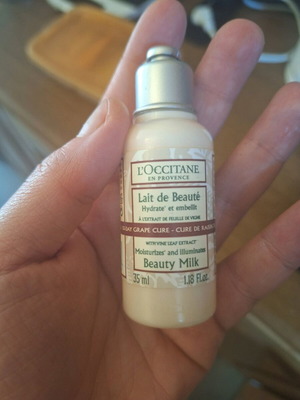 L'OCCITANE
EN PROVENCE
Lait de Beauté
Hydrate* et embellit
À L'EXTRAIT DE FEUILLE DE VIGNE
GRAPE CURE - CURE DE
WITH VINE LEAF EXTRACT
Moisturizes* and illuminates
Beauty Milk
35 ml 1.18 Fl.oz.